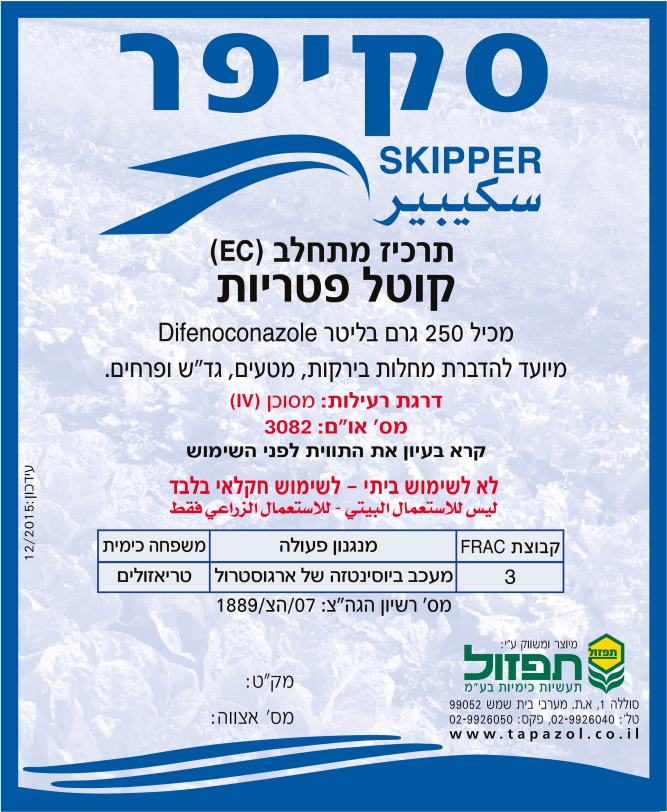 סקיפר
SKIPPER
سكيبير
תרכיז מתחלב (EC)
קוטל פטריות
מכיל 250 גרם בליטר Difenoconazole
מיועד להדברת מחלות בירקות, מטעים, גד"ש ופרחים.
דרגת רעילות: מסוכן (IV)
מס' או"ם: 3082
קרא בעיון את התווית לפני השימוש
לא לשימוש ביתי – לשימוש חקלאי בלבד
ليس للاستعمال البيتي - للاستعمال الزراعي فقط
קבוצת FRAC מנגנון פעולה משפחה כימית
3 מעכב ביוסינטזה של ארגוסטרול טריאזולים
מס' רשיון הגה"צ: 07/הצ/1889
עידכון:12/2015
מיוצר ומשווק ע"י:
תפזול
תפזול
תעשיות כימיות בע"מ
סוללה 1, א.ת. מערבי בית שמש 99052
טל': 02-9926040, פקס: 02-9926050
www.tapazol.co.il
מק"ט:
מס' אצווה: